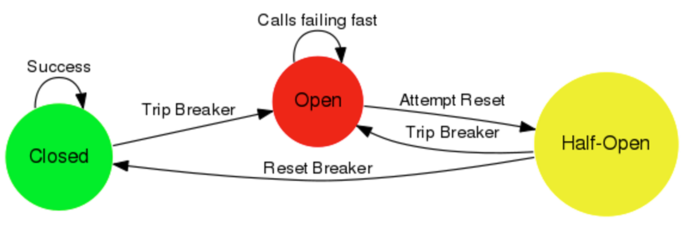 Calls failing fast
Success
Trip Breaker
Open
Attempt Reset
Trip Breaker
Half-Open
Closed
Reset Breaker